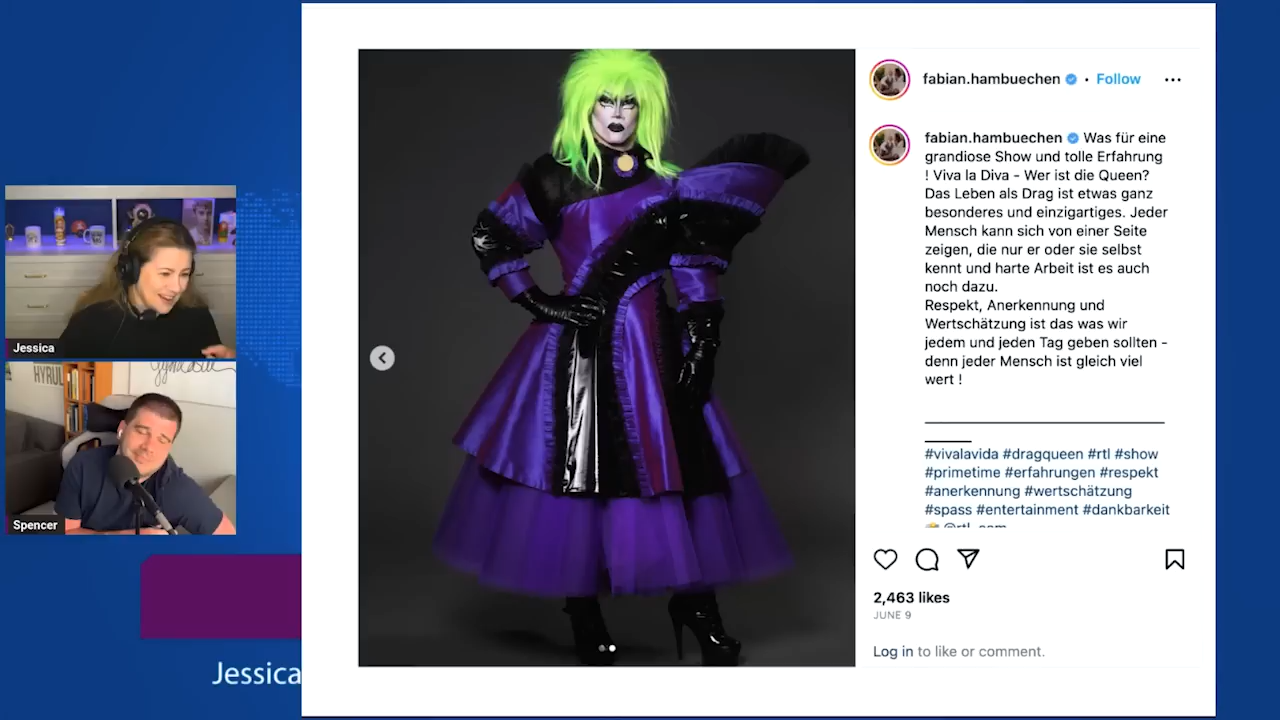 fabian.hambuechen • Follow •••
fabian.hambuechen Was für eine
grandiose Show und tolle Erfahrung
! Viva la Diva - Wer ist die Queen?
Das Leben als Drag ist etwas ganz
besonderes und einzigartiges. Jeder
Mensch kann sich von einer Seite
zeigen, die nur er oder sie selbst
kennt und harte Arbeit ist es auch
noch dazu.
Respekt, Anerkennung und
Wertschätzung ist das was wir
jedem und jeden Tag geben sollten -
denn jeder Mensch ist gleich viel
wert !
#vivalavida #dragqueen #rtl #show
#primetime #erfahrungen #respekt
#anerkennung #wertschätzung
#spass #entertainment #dankbarkeit
2,463 likes
JUNE 9
Log in to like or comment.
Jessica
HYRUL
Spencer
Jessica